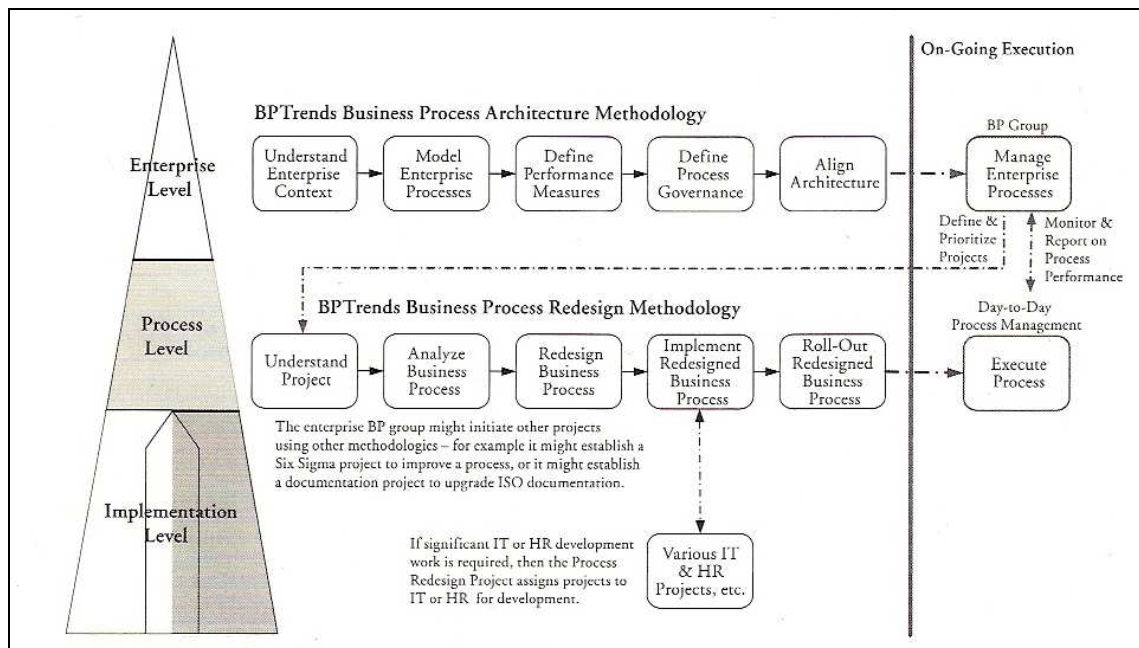 On-Going Execution
BPTrends Business Process Architecture Methodology
Enterprise
Level
Understand
Enterprise
Context
Model
Enterprise
Processes
Define
Performance
Measures
Define
Process
Governance
Align
Architecture
BP Group
Manage
Enterprise
Processes
Define &
Prioritize
Projects
Monitor &
Report on
Process
Performance
BPTrends Business Process Redesign Methodology
Process
Level
Understand
Project
Analyze
Business
Process
Redesign
Business
Process
Implement
Redesigned
Business
Process
Roll-Out
Redesigned
Business
Process
Day-to-Day
Process Management
Execute
Process
The enterprise BP group might initiate other projects
using other methodologies – for example it might establish a
Six Sigma project to improve a process, or it might establish
a documentation project to upgrade ISO documentation.
Implementation
Level
If significant IT or HR development
work is required, then the Process
Redesign Project assigns projects to
IT or HR for development.
Various IT
& HR
Projects, etc.